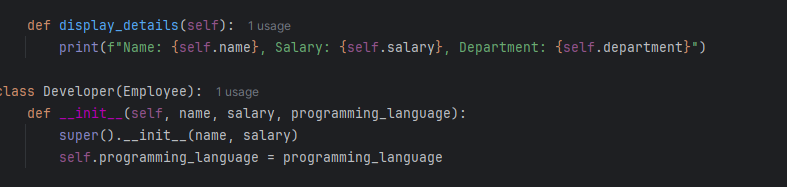 def display_details(self): 1 usage
print(f"Name: {self.name}, Salary: {self.salary}, Department: {self.department}")
class Developer(Employee): 1 usage
def __init__(self, name, salary, programming_language):
super().__init__(name, salary)
self.programming_language = programming_language